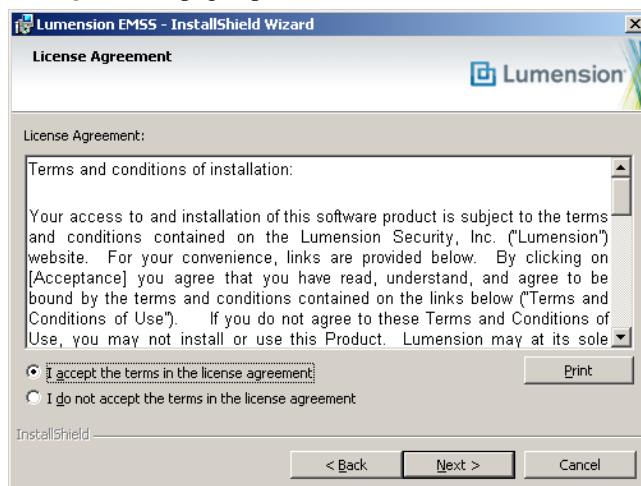 Lumension EMSS - InstallShield Wizard
License Agreement
Lumension
License Agreement:
Terms and conditions of installation:
Your access to and installation of this software product is subject to the terms
and conditions contained on the Lumension Security, Inc. ("Lumension")
website. For your convenience, links are provided below. By clicking on
[Acceptance] you agree that you have read, understand, and agree to be
bound by the terms and conditions contained on the links below ("Terms and
Conditions of Use"). If you do not agree to these Terms and Conditions of
Use, you may not install or use this Product. Lumension may at its sole
I accept the terms in the license agreement
Print
I do not accept the terms in the license agreement
InstallShield
< Back
Next >
Cancel